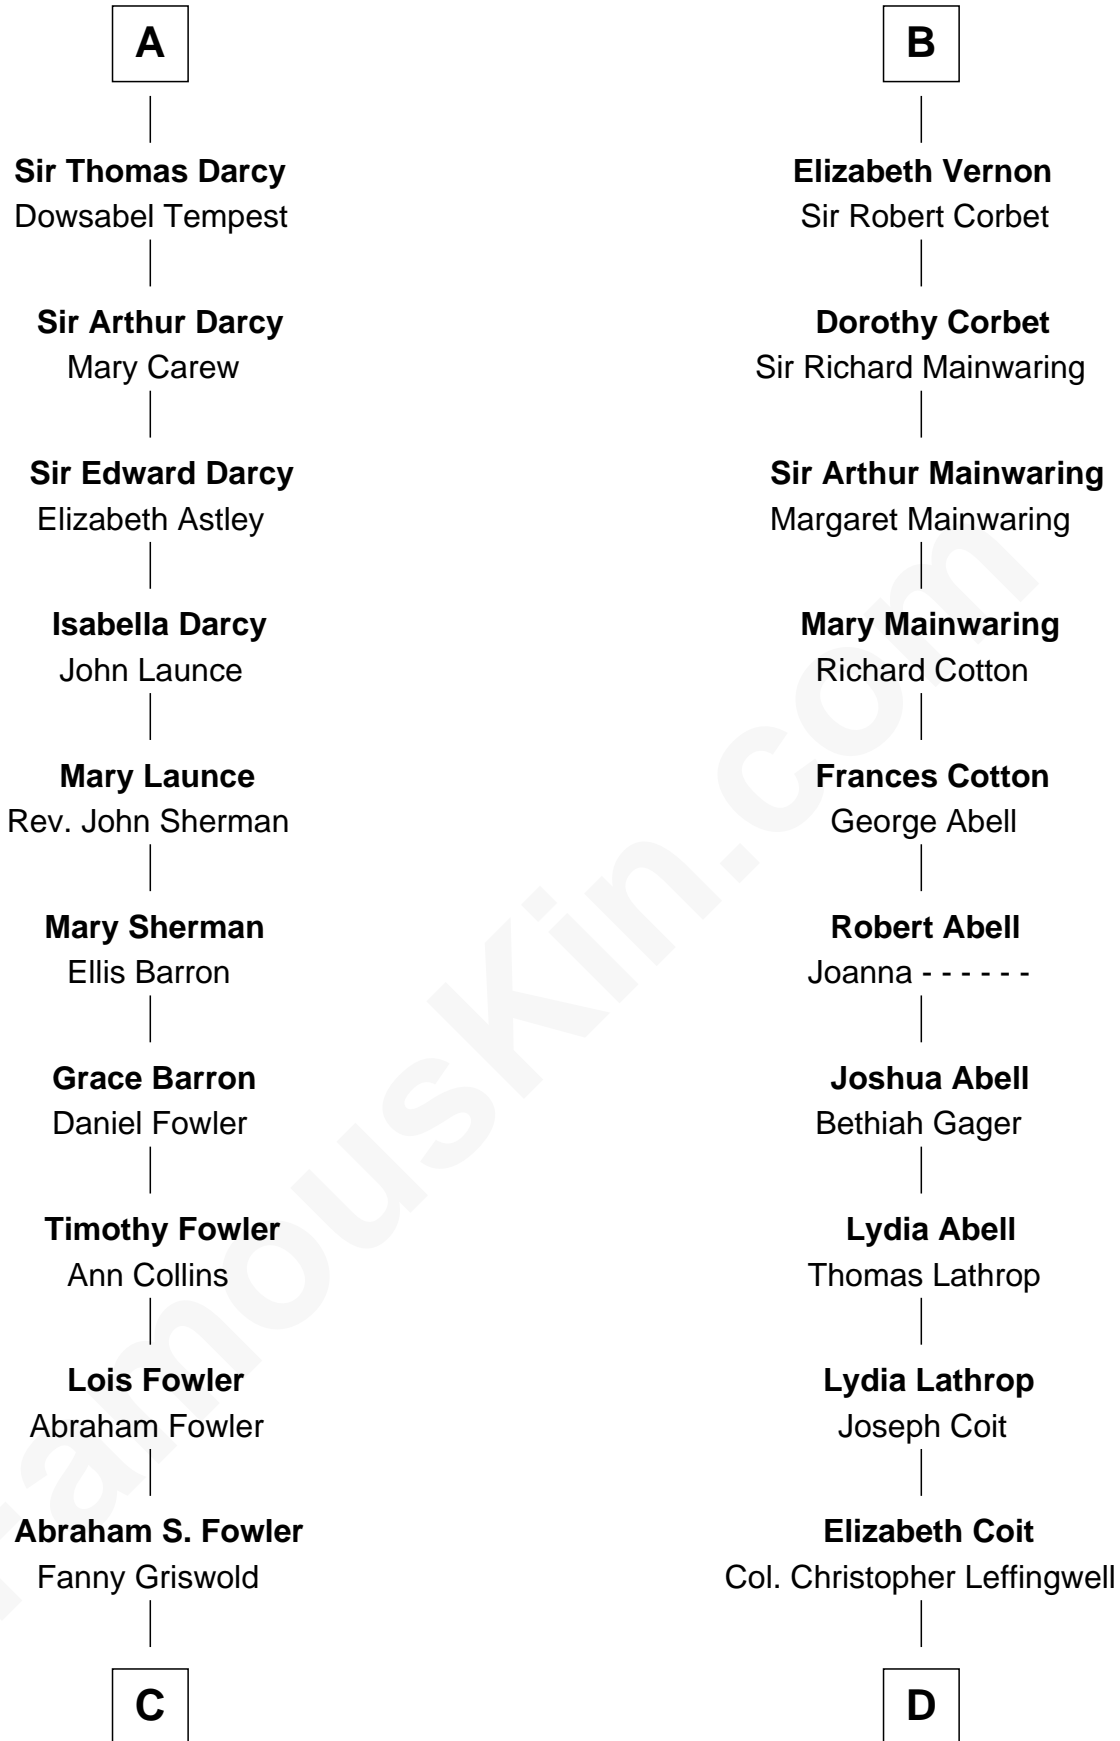 A
Sir Thomas Darcy
Dowsabel Tempest
Sir Arthur Darcy
Mary Carew
Sir Edward Darcy
Elizabeth Astley
Isabella Darcy
John Launce
Mary Launce
Rev. John Sherman
Mary Sherman
Ellis Barron
Grace Barron
Daniel Fowler
Timothy Fowler
Ann Collins
Lois Fowler
Abraham Fowler
Abraham S. Fowler
Fanny Griswold
C
B
Elizabeth Vernon
Sir Robert Corbet
Dorothy Corbet
Sir Richard Mainwaring
Sir Arthur Mainwaring
Margaret Mainwaring
Mary Mainwaring
Richard Cotton
Frances Cotton
George Abell
Robert Abell
Joanna - - - - - -
Joshua Abell
Bethiah Gager
Lydia Abell
Thomas Lathrop
Lydia Lathrop
Joseph Coit
Elizabeth Coit
Col. Christopher Leffingwell
D
FamousKin.com